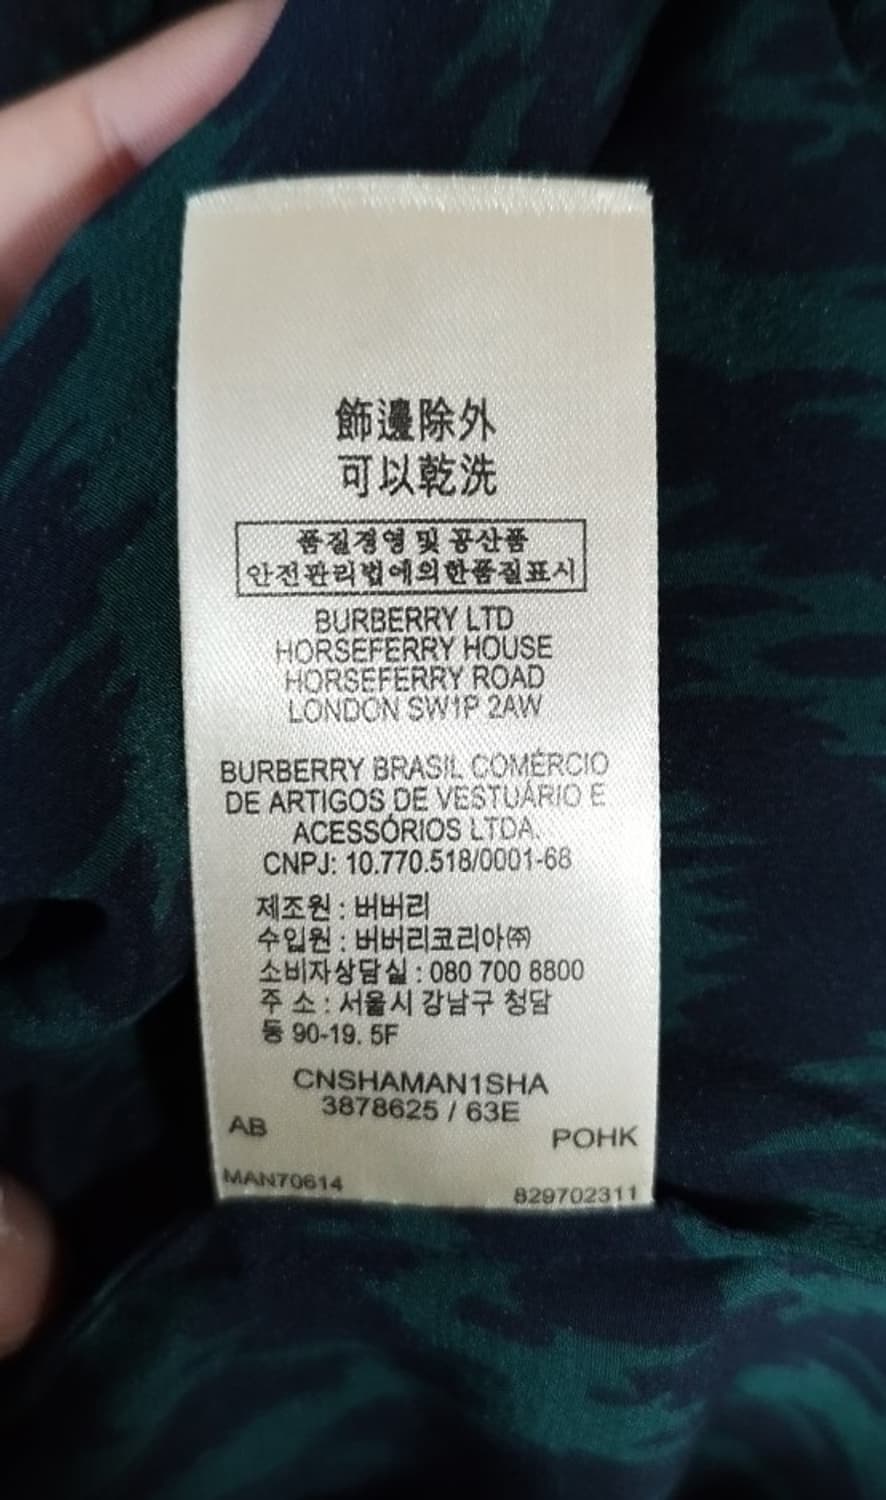 飾邊除外
可以乾洗
품질경영 및 공산품
안전관리법에의한품질표시
BURBERRY LTD
HORSEFERRY HOUSE
HORSEFERRY ROAD
LONDON SW1P 2AW
BURBERRY BRASIL COMÉRCIO
DE ARTIGOS DE VESTUÁRIO E
ACESSÓRIOS LTDA.
CNPJ: 10.770.518/0001-68
제조원 : 버버리
수입원 : 버버리코리아㈜
소비자상담실 : 080 700 8800
주 소 : 서울시 강남구 청담
동 90-19. 5F
CNSHAMAN1SHA
3878625 / 63E
AB
POHK
MAN70614
829702311